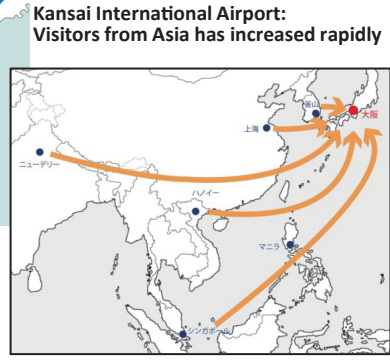 Kansai International Airport:
Visitors from Asia has increased rapidly
釜山
大阪
上海
ニューデリー
ハノイー
マニラ
シンガポール